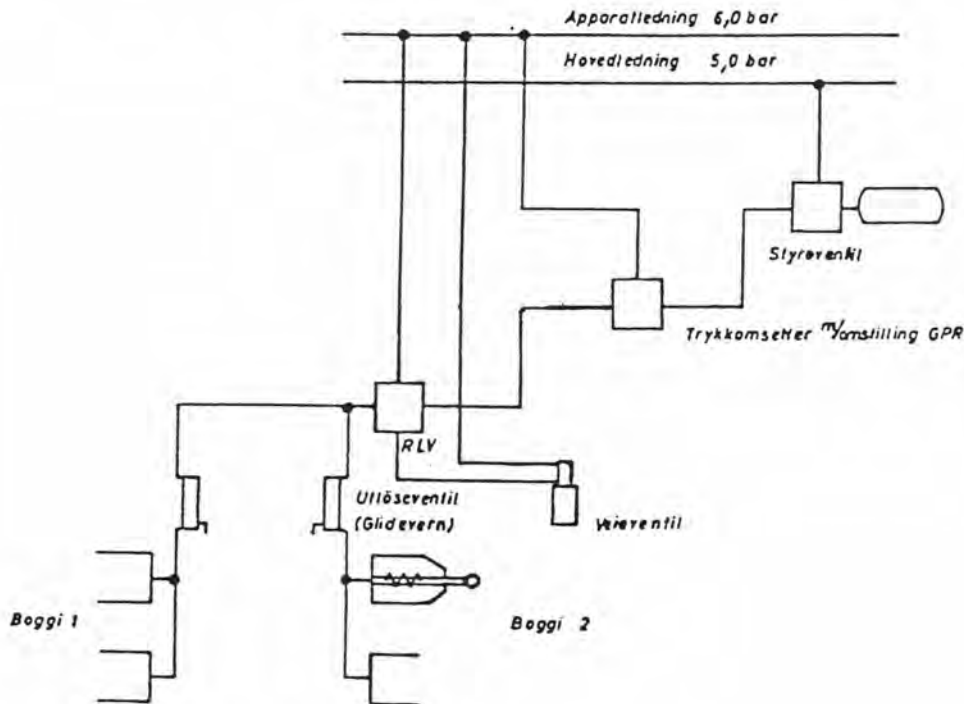 Apporatledning 6,0 bar
Hovedledning 5,0 bar
Styreventil
Trykkomsetter m/omstilling GPR
RLV
Utlöseventil
(Glidevern)
Veieventil
Boggi 1
Boggi 2